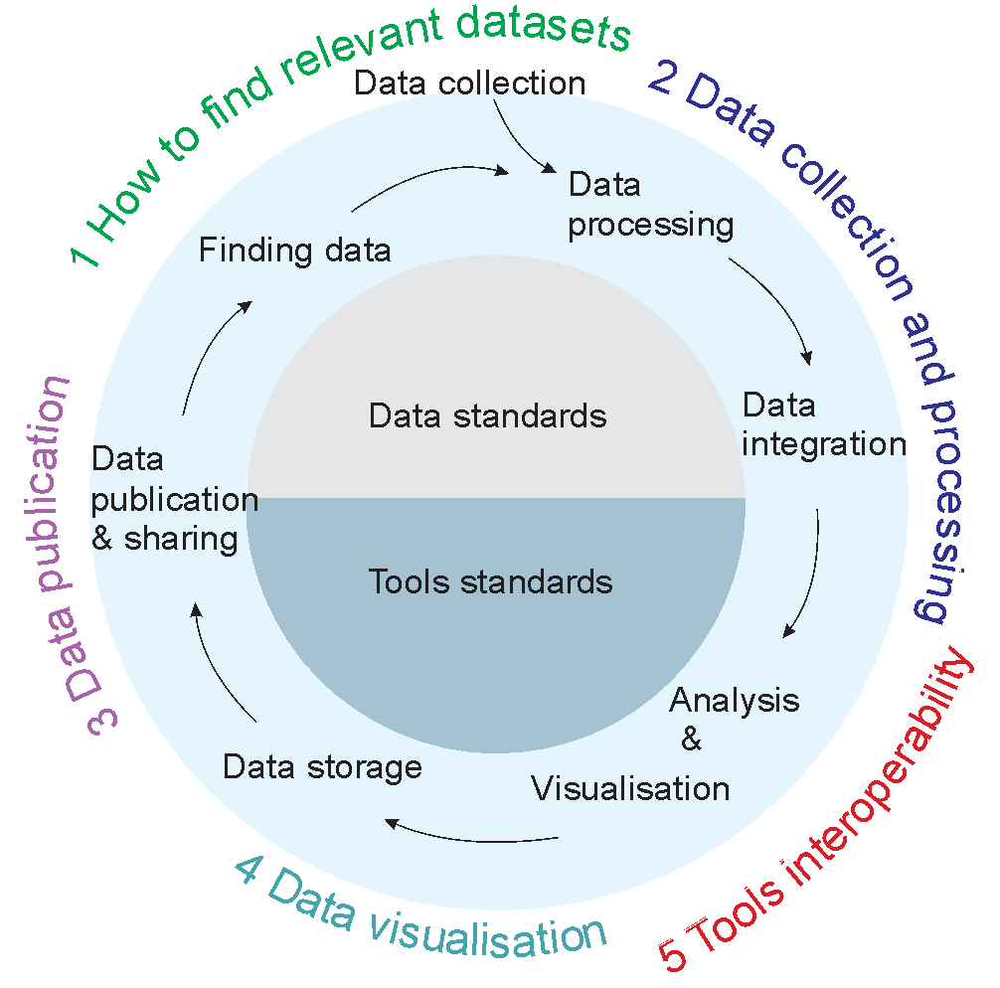 1 How to find relevant datasets
2 Data collection and processing
Data collection
Data
processing
Finding data
Data
integration
Data standards
Data
publication
& sharing
Tools standards
Analysis
&
Visualisation
Data storage
3 Data publication
4 Data visualisation
5 Tools interoperability